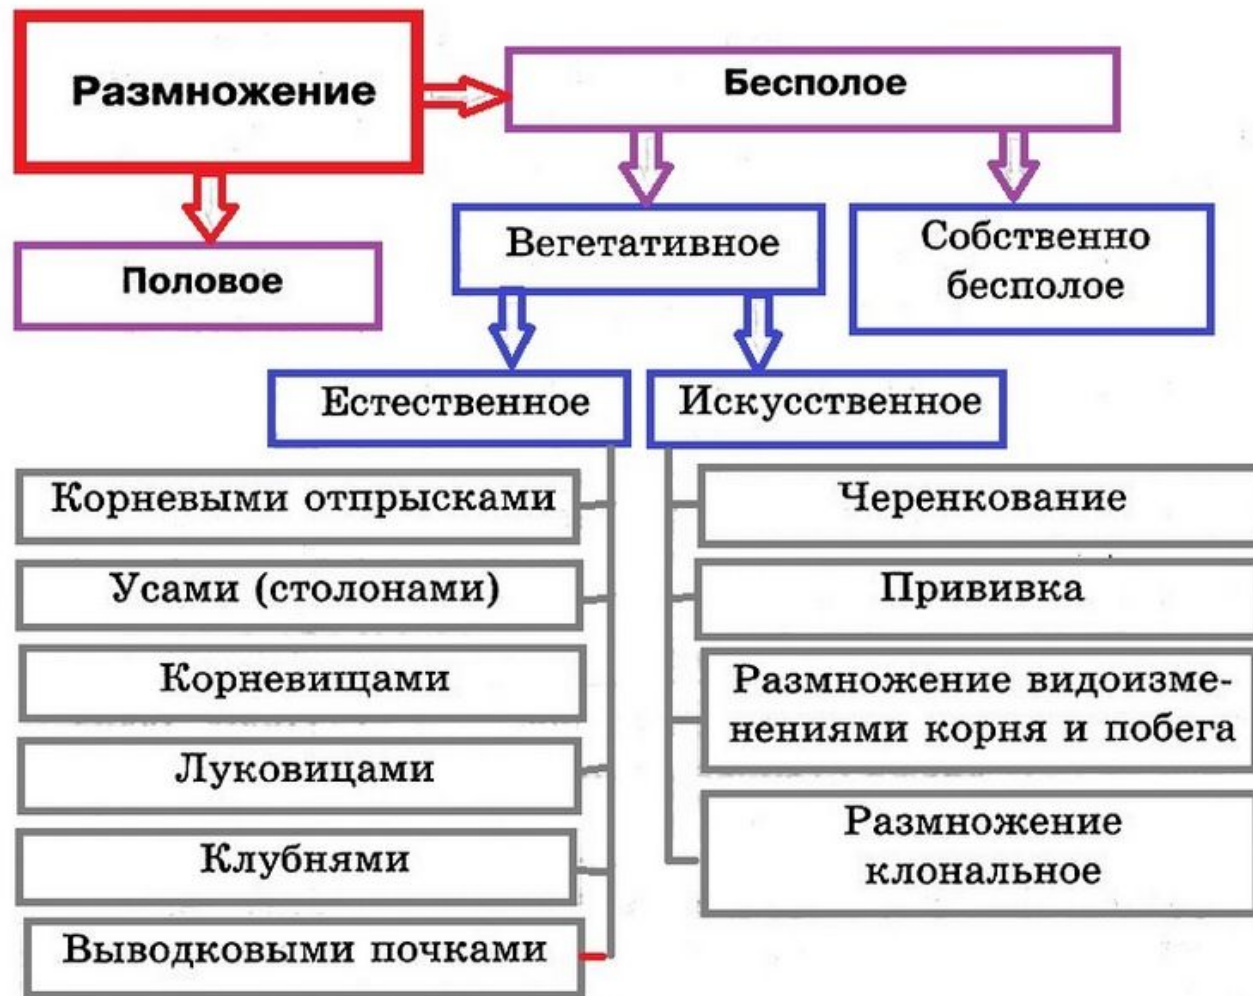 Размножение
Бесполое
Половое
Вегетативное
Собственно
бесполое
Естественное
Искусственное
Корневыми отпрысками
Усами (столонами)
Корневищами
Луковицами
Клубнями
Выводковыми почками
Черенкование
Прививка
Размножение видоизме-
нениями корня и побега
Размножение
клональное